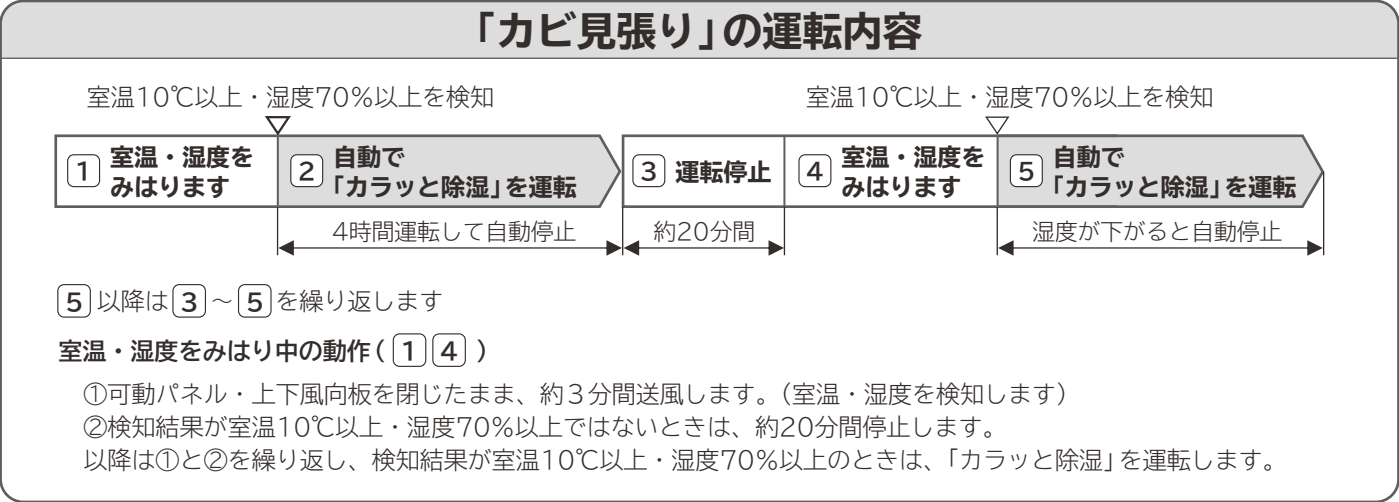 「カビ見張り」の運転内容
室温10℃以上・湿度70％以上を検知
室温10℃以上・湿度70％以上を検知
1 室温・湿度を
みはります
2 自動で
「カラッと除湿」を運転
3 運転停止
4 室温・湿度を
みはります
5 自動で
「カラッと除湿」を運転
4時間運転して自動停止
約20分間
湿度が下がると自動停止
5以降は3～5を繰り返します
室温・湿度をみはり中の動作（14）
①可動パネル・上下風向板を閉じたまま、約３分間送風します。（室温・湿度を検知します）
②検知結果が室温10℃以上・湿度70％以上ではないときは、約20分間停止します。
以降は①と②を繰り返し、検知結果が室温10℃以上・湿度70％以上のときは、「カラッと除湿」を運転します。